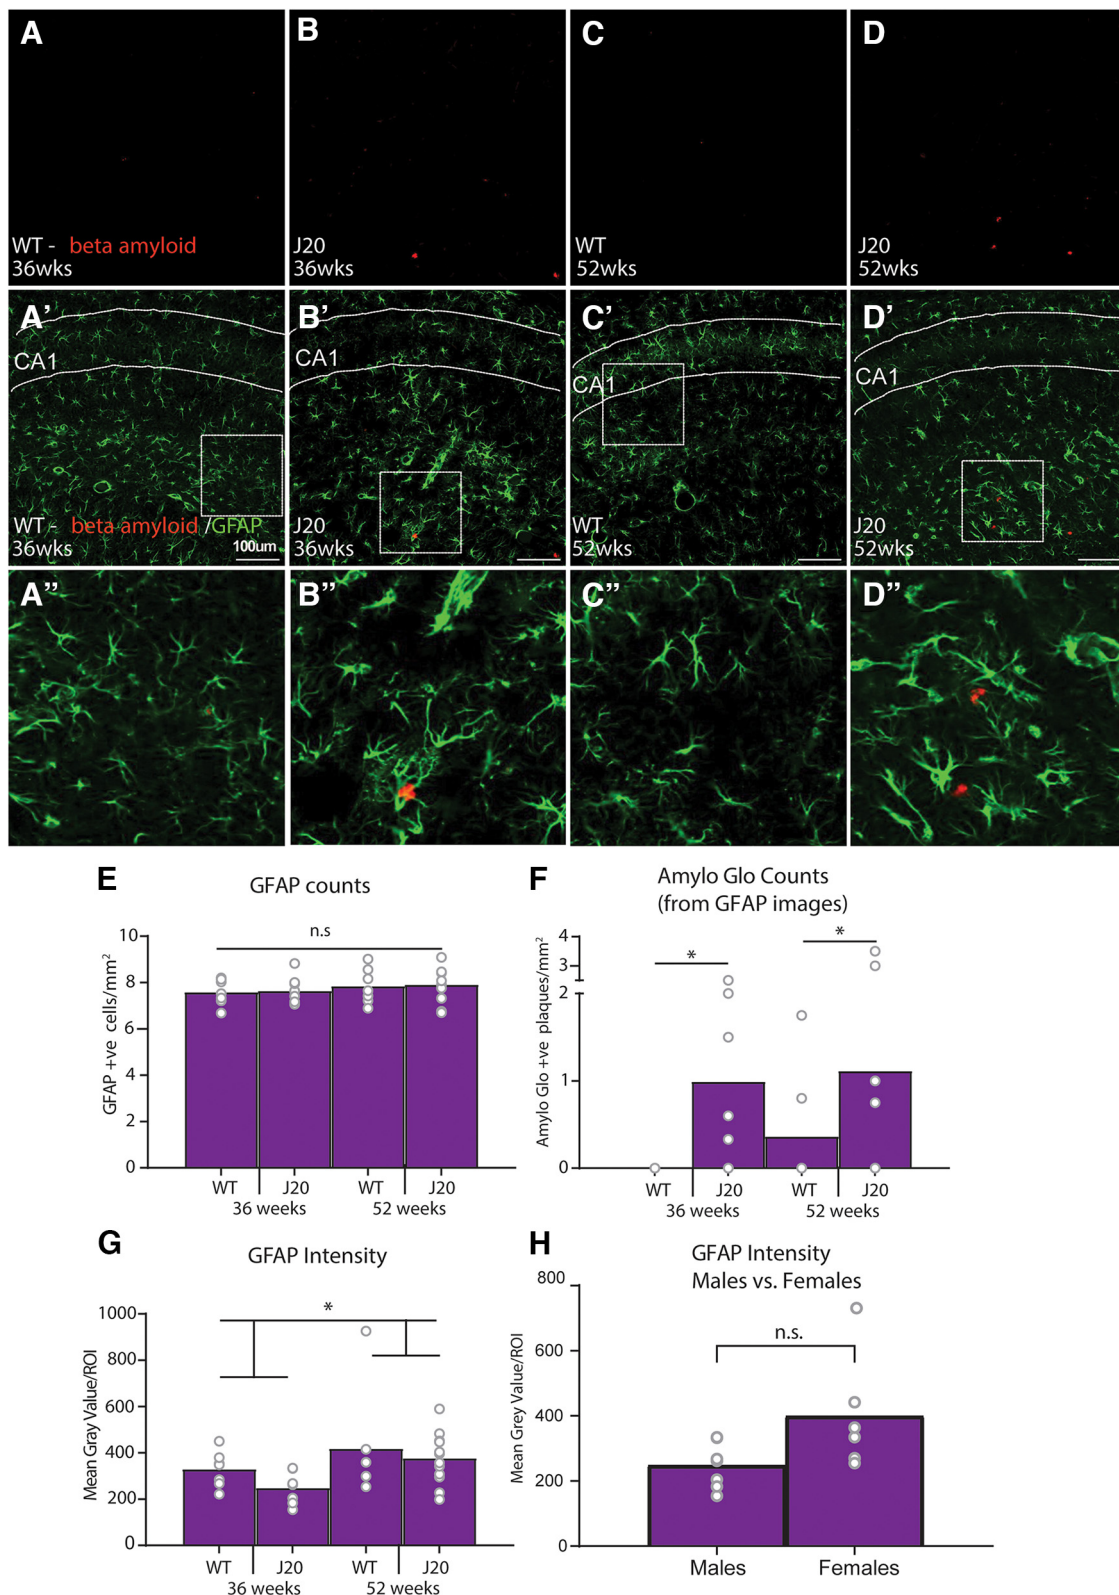 A
WT - beta amyloid
36wks
B
J20
36wks
C
WT
52wks
D
J20
52wks
A’
CA1
WT - beta-amyloid /GFAP
36wks
100um
B’
CA1
J20
36wks
C’
CA1
WT
52wks
D’
CA1
J20
52wks
A”
B”
C”
D”
E
GFAP counts
n.s
GFAP +ve cells/mm²
10
8
6
4
2
0
WT
J20
WT
J20
36 weeks
52 weeks
F
Amylo Glo Counts
(from GFAP images)
*
*
Amylo Glo +ve plaques/mm²
4
3
2
1
0
WT
J20
WT
J20
36 weeks
52 weeks
G
GFAP Intensity
*
Mean Gray Value/ROI
1000
800
600
400
200
0
WT
J20
WT
J20
36 weeks
52 weeks
H
GFAP Intensity
Males vs. Females
n.s.
Mean Grey Value/ROI
800
600
400
200
0
Males
Females